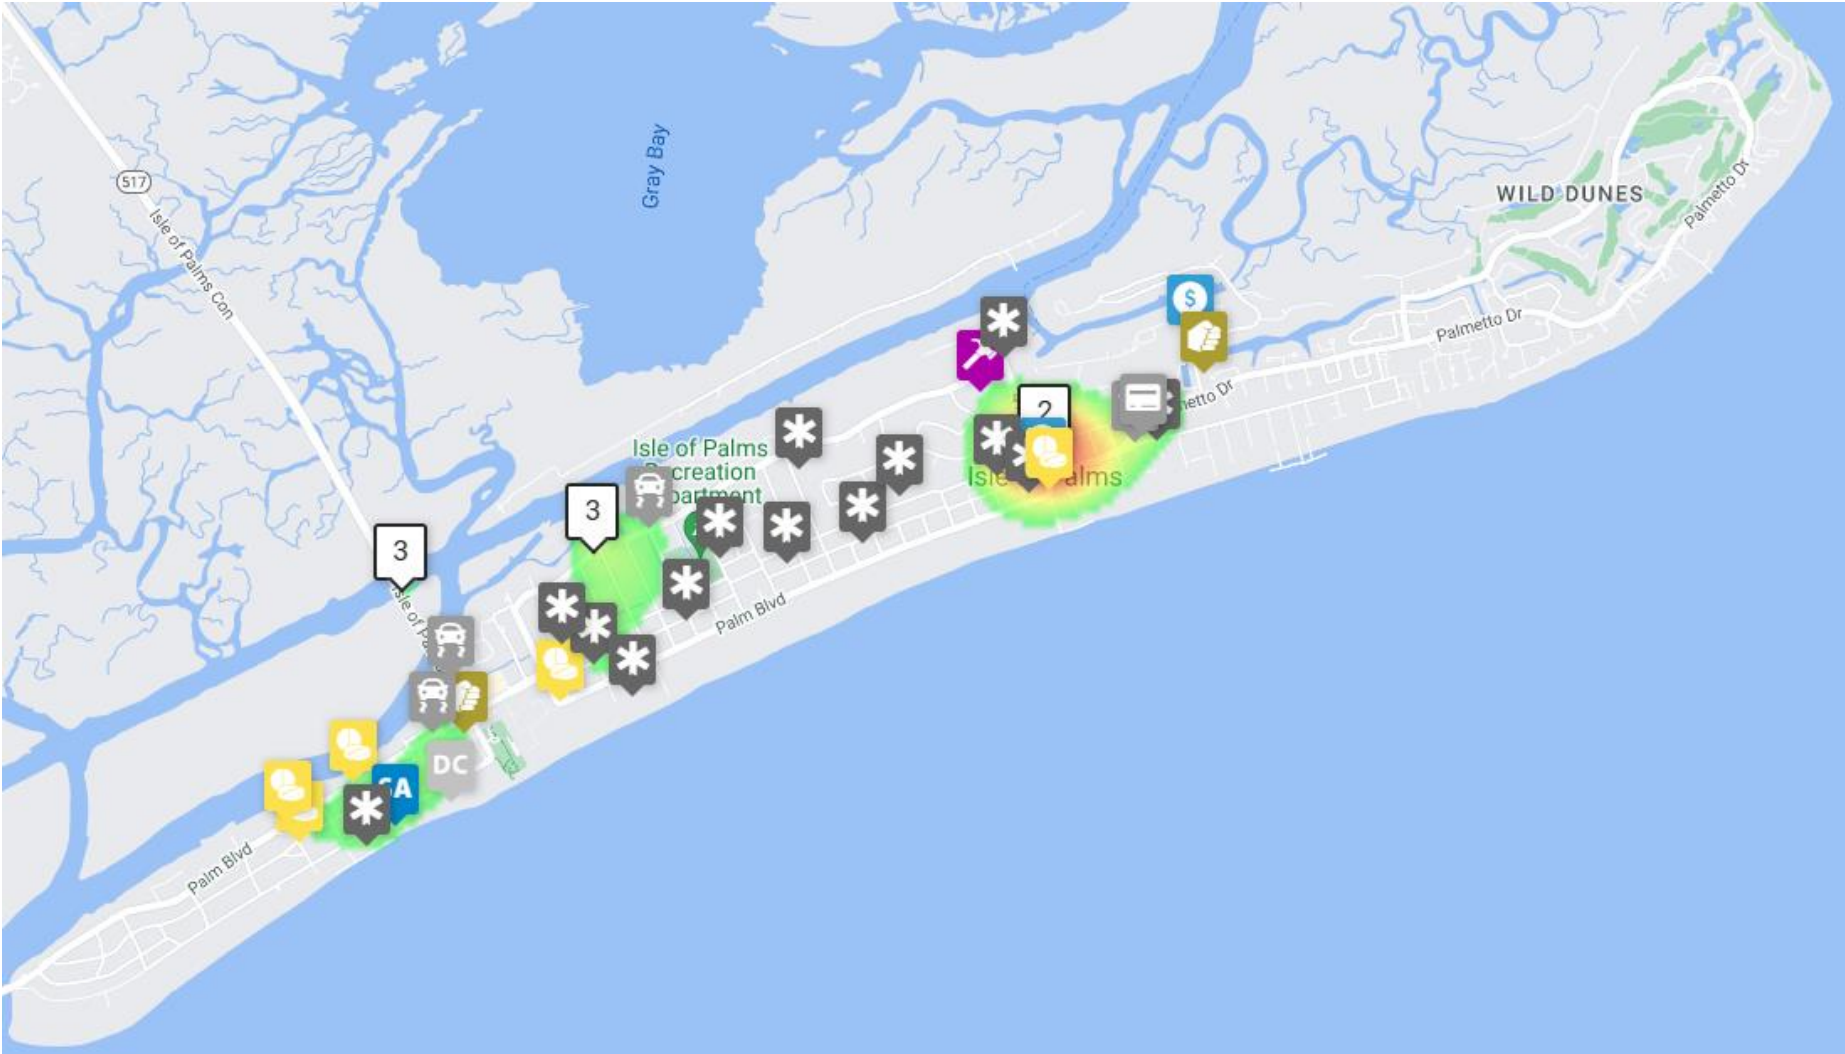 Gray Bay
517
Isle of Palms Con
WILD DUNES
Palmetto Dr
$
Palmetto Dr
2
Isle of Palms
creation
3
3
Palm Blvd
DC
Palm Blvd